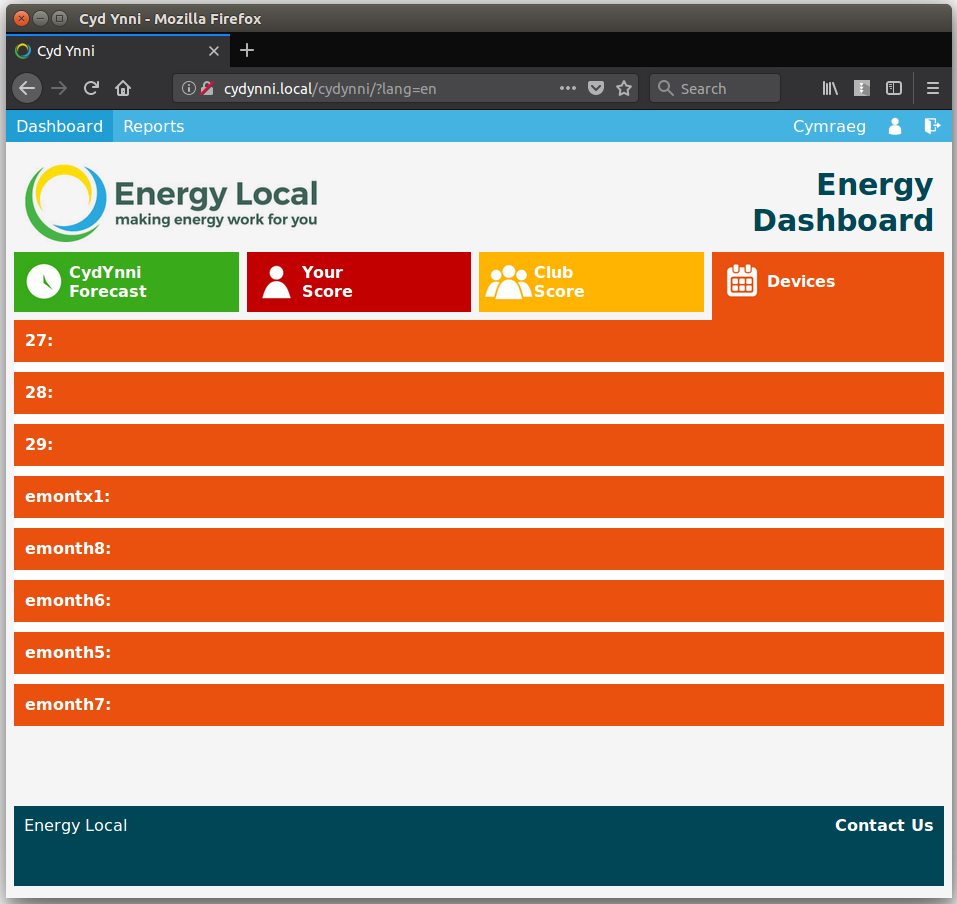 Cyd Ynni - Mozilla Firefox
Cyd Ynni
cydynni.local/cydynni/?lang=en
Search
Dashboard Reports Cymraeg
Energy Local
making energy work for you
Energy
Dashboard
CydYnni
Forecast
Your
Score
Club
Score
Devices
27:
28:
29:
emontx1:
emonth8:
emonth6:
emonth5:
emonth7:
Energy Local Contact Us